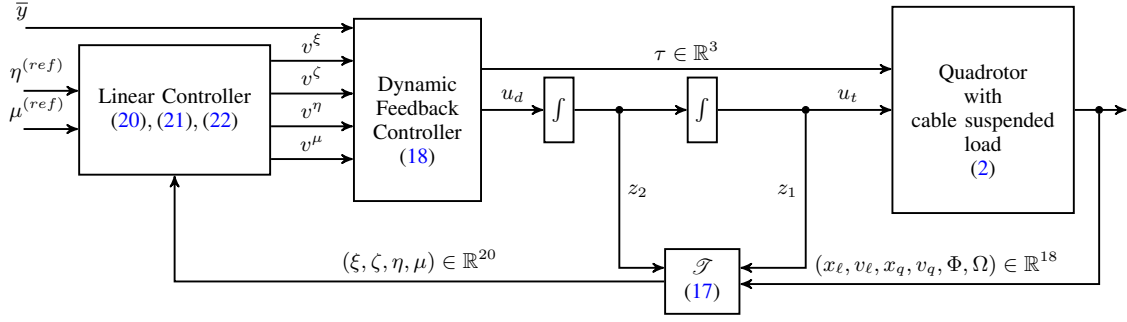 y̅
v^ξ
η^(ref)
μ^(ref)
Linear Controller
(20), (21), (22)
v^ζ
v^η
v^μ
Dynamic
Feedback
Controller
(18)
τ ∈ ℝ^3
u_d
∫
∫
u_t
Quadrotor
with
cable suspended
load
(2)
z_2
z_1
(ξ, ζ, η, μ) ∈ ℝ^20
𝒯
(17)
(x_ℓ, v_ℓ, x_q, v_q, Φ, Ω) ∈ ℝ^18